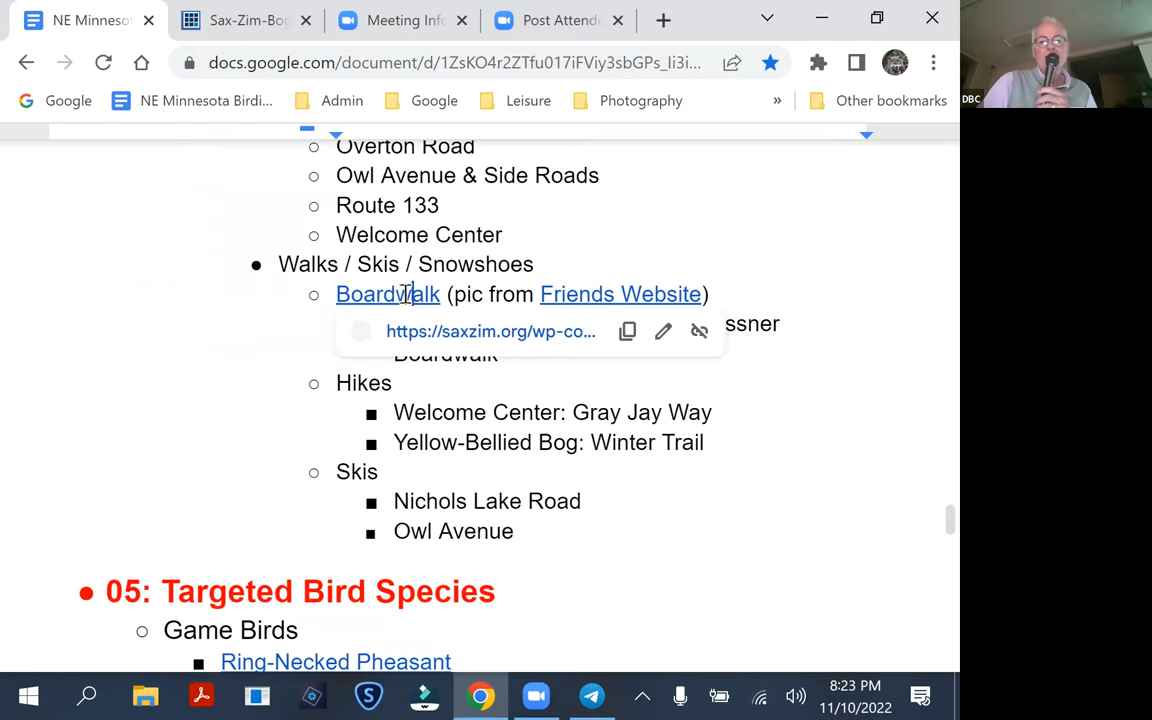 NE Minnesot
Sax-Zim-Bog
Meeting Info
Post Attende
docs.google.com/document/d/1ZsKO4r2ZTfu017iFViy3sbGPs_Ii3i...
Google
NE Minnesota Birdi...
Admin
Google
Leisure
Photography
»
Other bookmarks
DBC
Overton Road
Owl Avenue & Side Roads
Route 133
Welcome Center
Walks / Skis / Snowshoes
Boardwalk (pic from Friends Website)
ssner
https://saxzim.org/wp-co...
Boardwalk
Hikes
Welcome Center: Gray Jay Way
Yellow-Bellied Bog: Winter Trail
Skis
Nichols Lake Road
Owl Avenue
05: Targeted Bird Species
Game Birds
Ring-Necked Pheasant
8:23 PM
11/10/2022